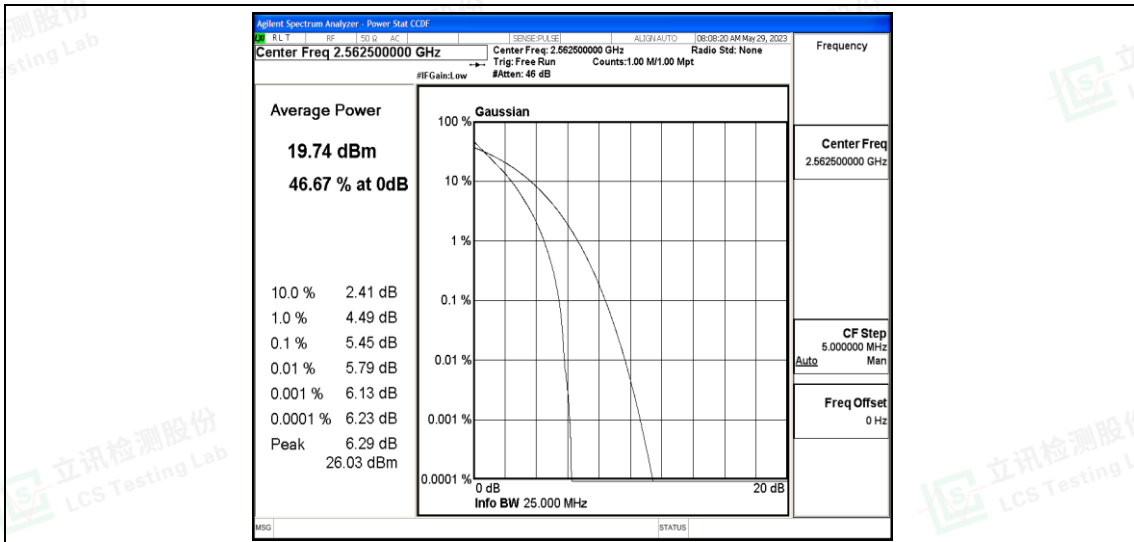 Agilent Spectrum Analyzer - Power Stat CCDF
RLT RF 50 Ω AC SENSE:PULSE ALIGNAUTO 08:08:20 AM May 29, 2023
Center Freq 2.562500000 GHz
Center Freq: 2.562500000 GHz Radio Std: None
Trig: Free Run Counts:1.00 M/1.00 Mpt
#IFGain:Low #Atten: 46 dB
Frequency
Average Power
19.74 dBm
46.67 % at 0dB
10.0 % 2.41 dB
1.0 % 4.49 dB
0.1 % 5.45 dB
0.01 % 5.79 dB
0.001 % 6.13 dB
0.0001 % 6.23 dB
Peak 6.29 dB
26.03 dBm
Gaussian
100 %
10 %
1 %
0.1 %
0.01 %
0.001 %
0.0001 %
0 dB 20 dB
Info BW 25.000 MHz
Center Freq
2.562500000 GHz
CF Step
5.000000 MHz
Auto Man
Freq Offset
0 Hz
MSG STATUS
立讯检测股份
LCS Testing Lab
立讯检测股份
LCS Testing L